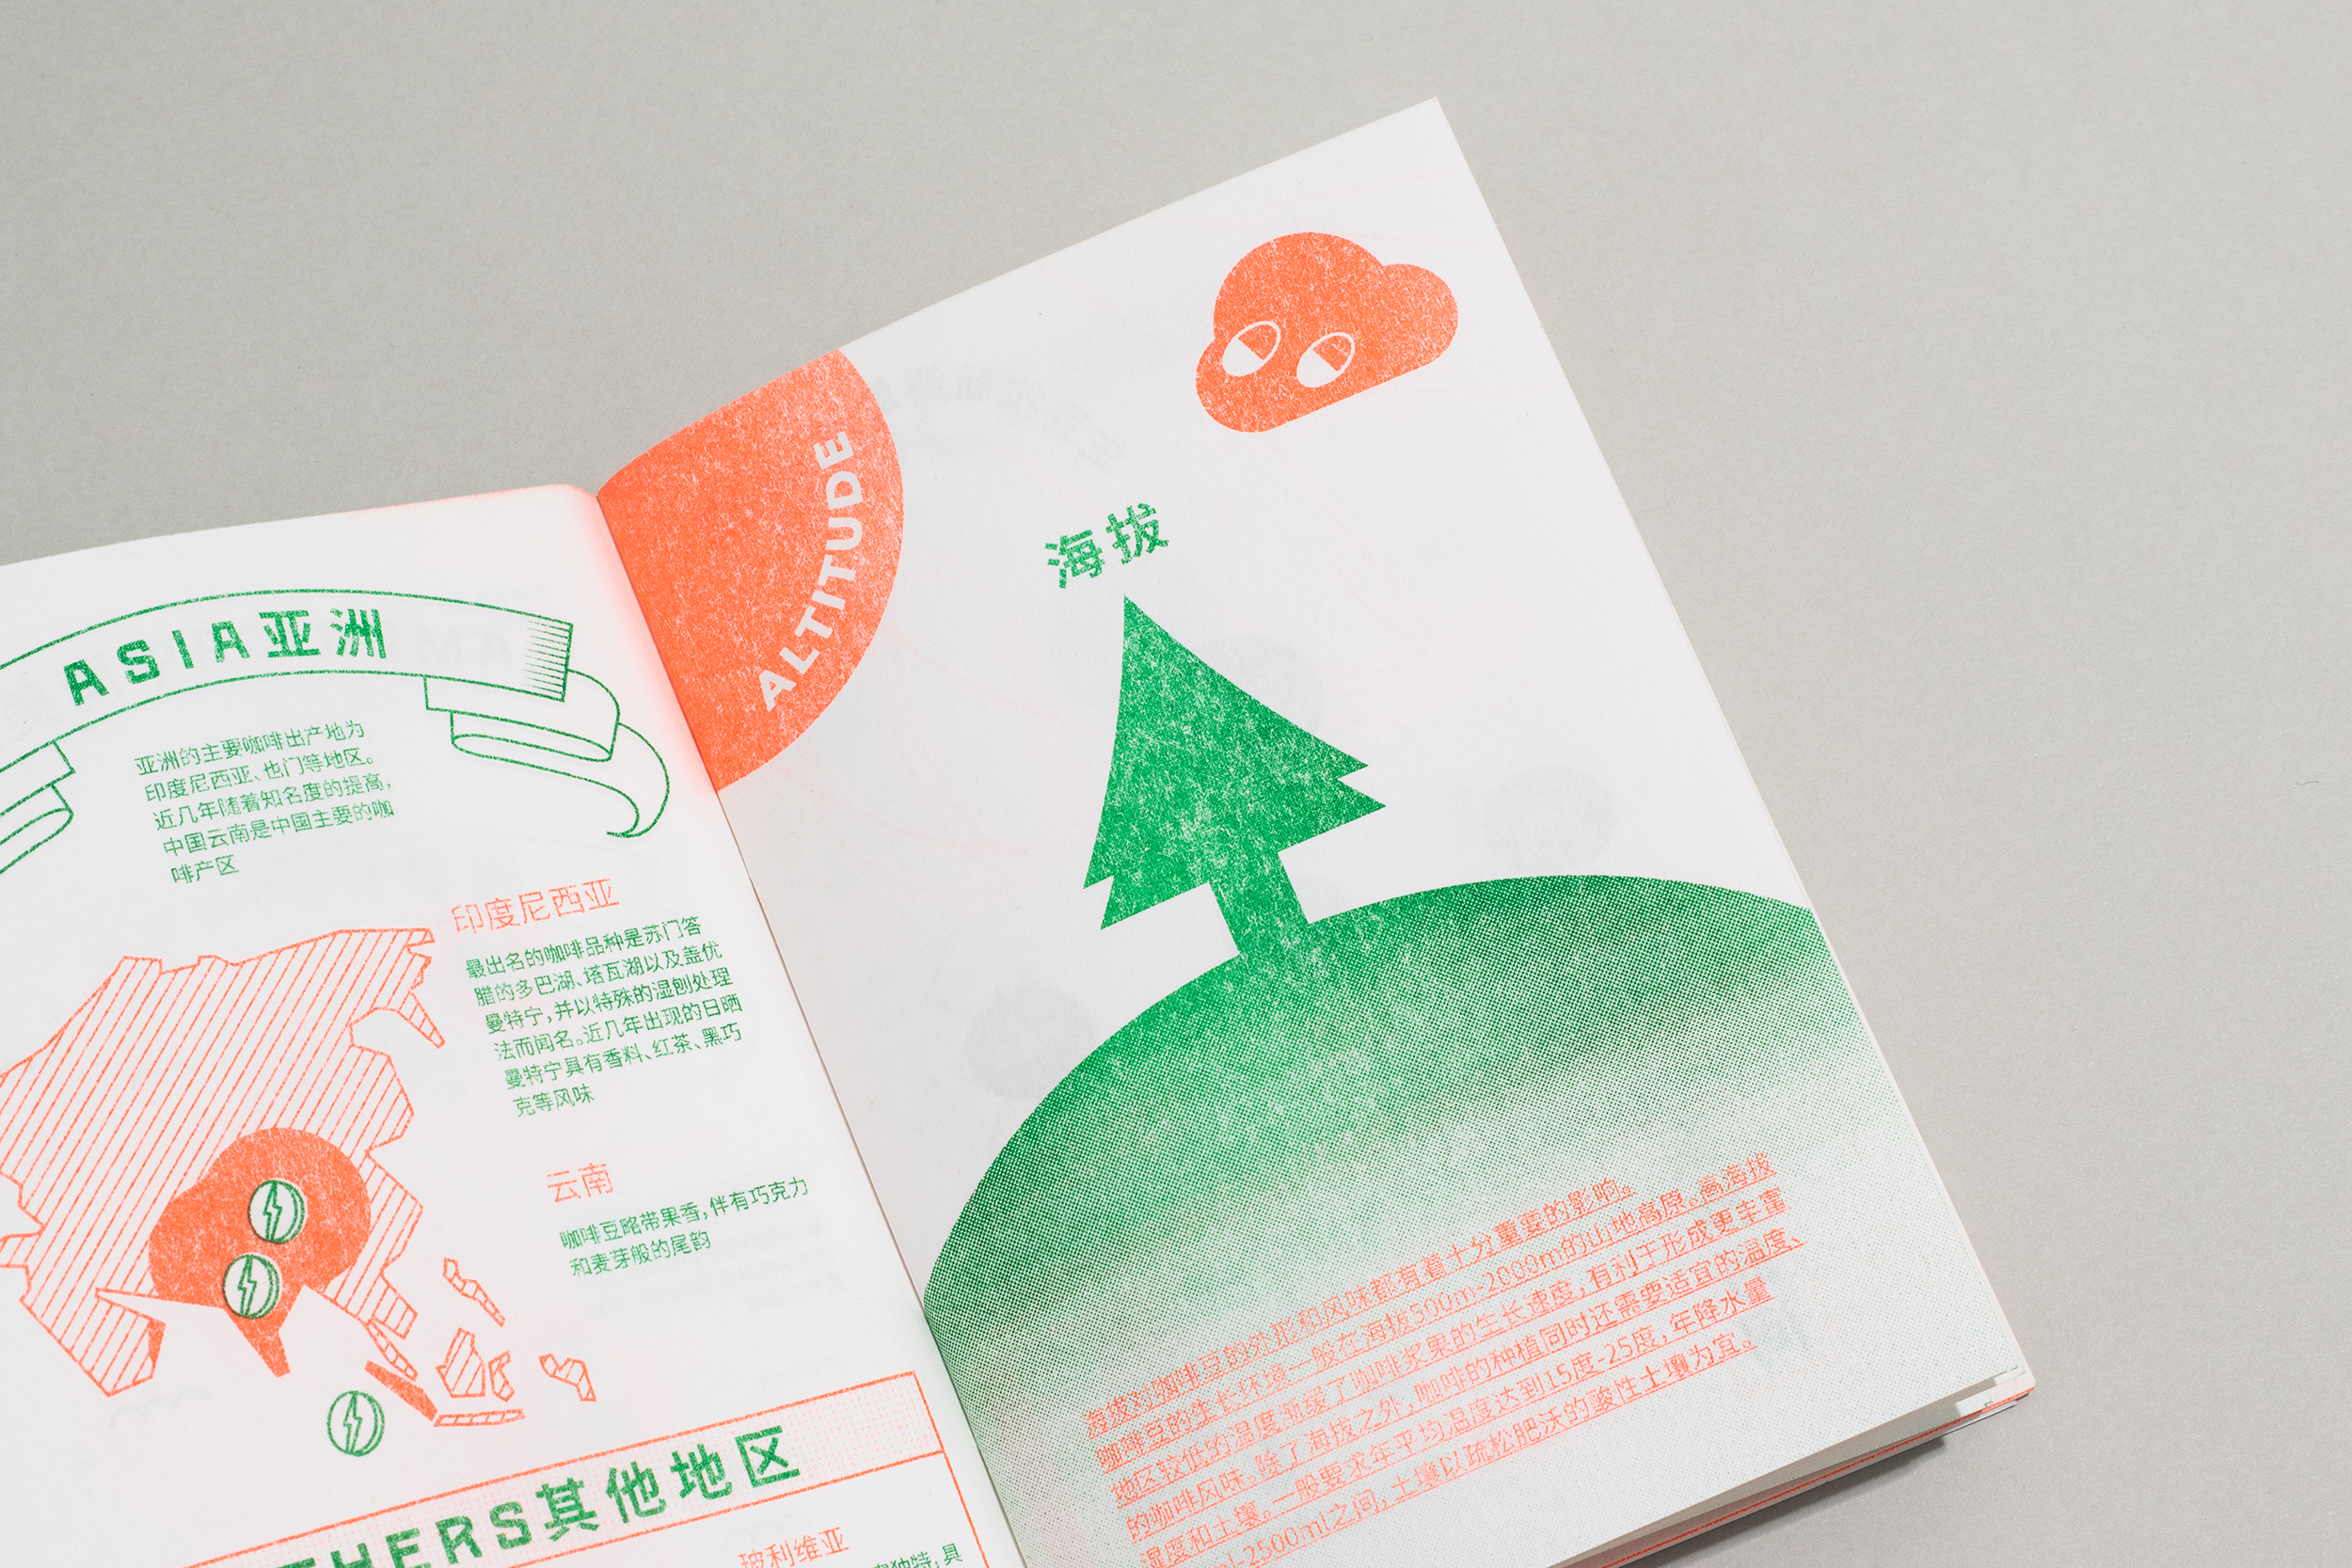 ASIA亚洲
亚洲的主要咖啡出产地为
印度尼西亚、也门等地区。
近几年随着知名度的提高，
中国云南是中国主要的咖
啡产区
印度尼西亚
最出名的咖啡品种是苏门答
腊的多巴湖、塔瓦湖以及盖优
曼特宁，并以特殊的湿刨处理
法而闻名。近几年出现的日晒
曼特宁具有香料、红茶、黑巧
克等风味
云南
咖啡豆略带果香，伴有巧克力
和麦芽般的尾韵
THERS其他地区
玻利维亚
独特，具
ALTITUDE
海拔
海拔对咖啡豆的外形和风味都有着十分重要的影响。
咖啡豆的生长环境一般在海拔500m-2000m的山地高原。高海拔
地区较低的温度渐缓了咖啡浆果的生长速度，有利于形成更丰富
的咖啡风味。除了海拔之外，咖啡的种植同时还需要适宜的温度、
湿度和土壤。一般要求年平均温度达到15度-25度，年降水量
-2500ml之间，土壤以疏松肥沃的酸性土壤为宜。